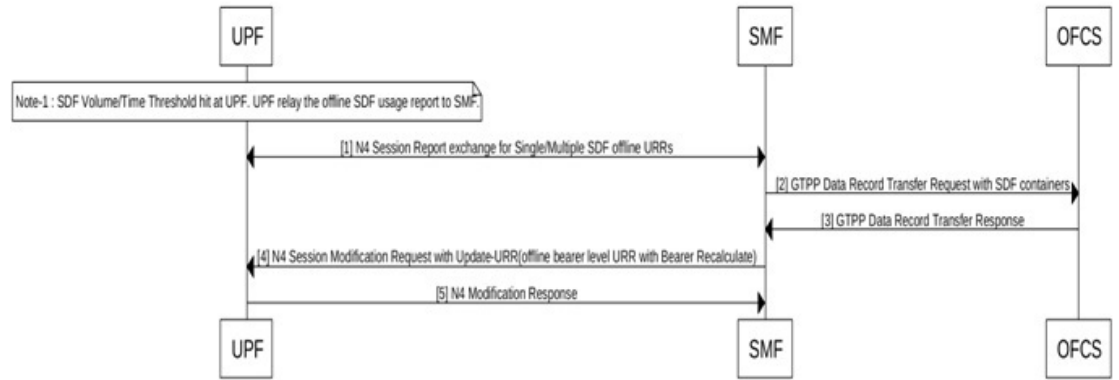 UPF
SMF
OFCS
Note-1 : SDF Volume/Time Threshold hit at UPF. UPF relay the offline SDF usage report to SMF.
[1] N4 Session Report exchange for Single/Multiple SDF offline URRs
[2] GTPP Data Record Transfer Request with SDF containers
[3] GTPP Data Record Transfer Response
[4] N4 Session Modification Request with Update-URR(offline bearer level URR with Bearer Recalculate)
[5] N4 Modification Response
UPF
SMF
OFCS